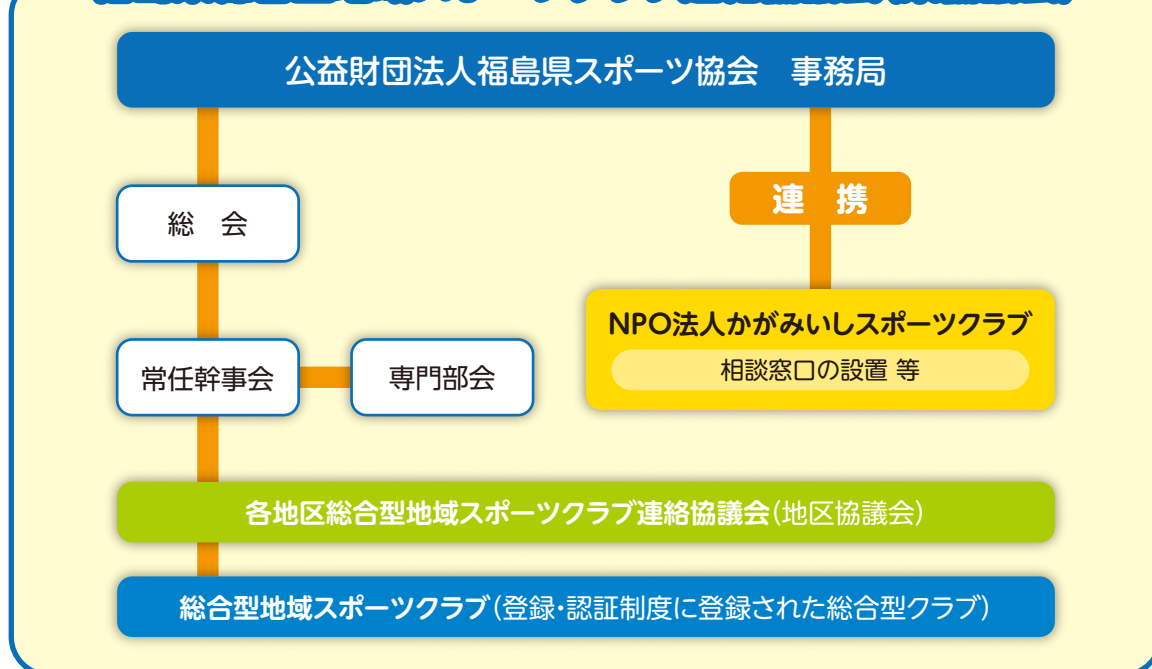 公益財団法人福島県スポーツ協会　事務局
総　会
連　携
NPO法人かがみいしスポーツクラブ
相談窓口の設置 等
常任幹事会
専門部会
各地区総合型地域スポーツクラブ連絡協議会(地区協議会)
総合型地域スポーツクラブ(登録・認証制度に登録された総合型クラブ)